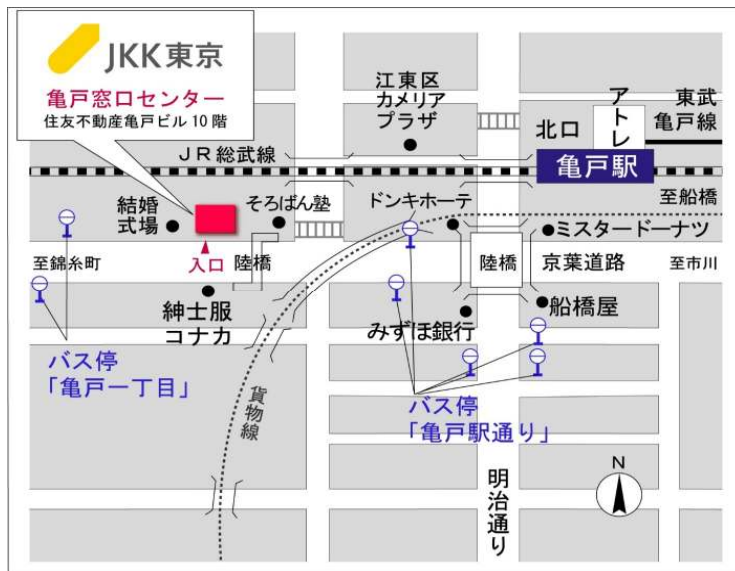 JKK東京
亀戸窓口センター
住友不動産亀戸ビル10階
江東区
カメリア
プラザ
北口
アトレ
東武
亀戸線
JR総武線
亀戸駅
至船橋
結婚
式場
そろばん塾
ドンキホーテ
ミスタードーナツ
至錦糸町
入口
陸橋
陸橋
京葉道路
至市川
紳士服
コナカ
みずほ銀行
船橋屋
バス停
「亀戸一丁目」
貨物線
バス停
「亀戸駅通り」
明治通り
N